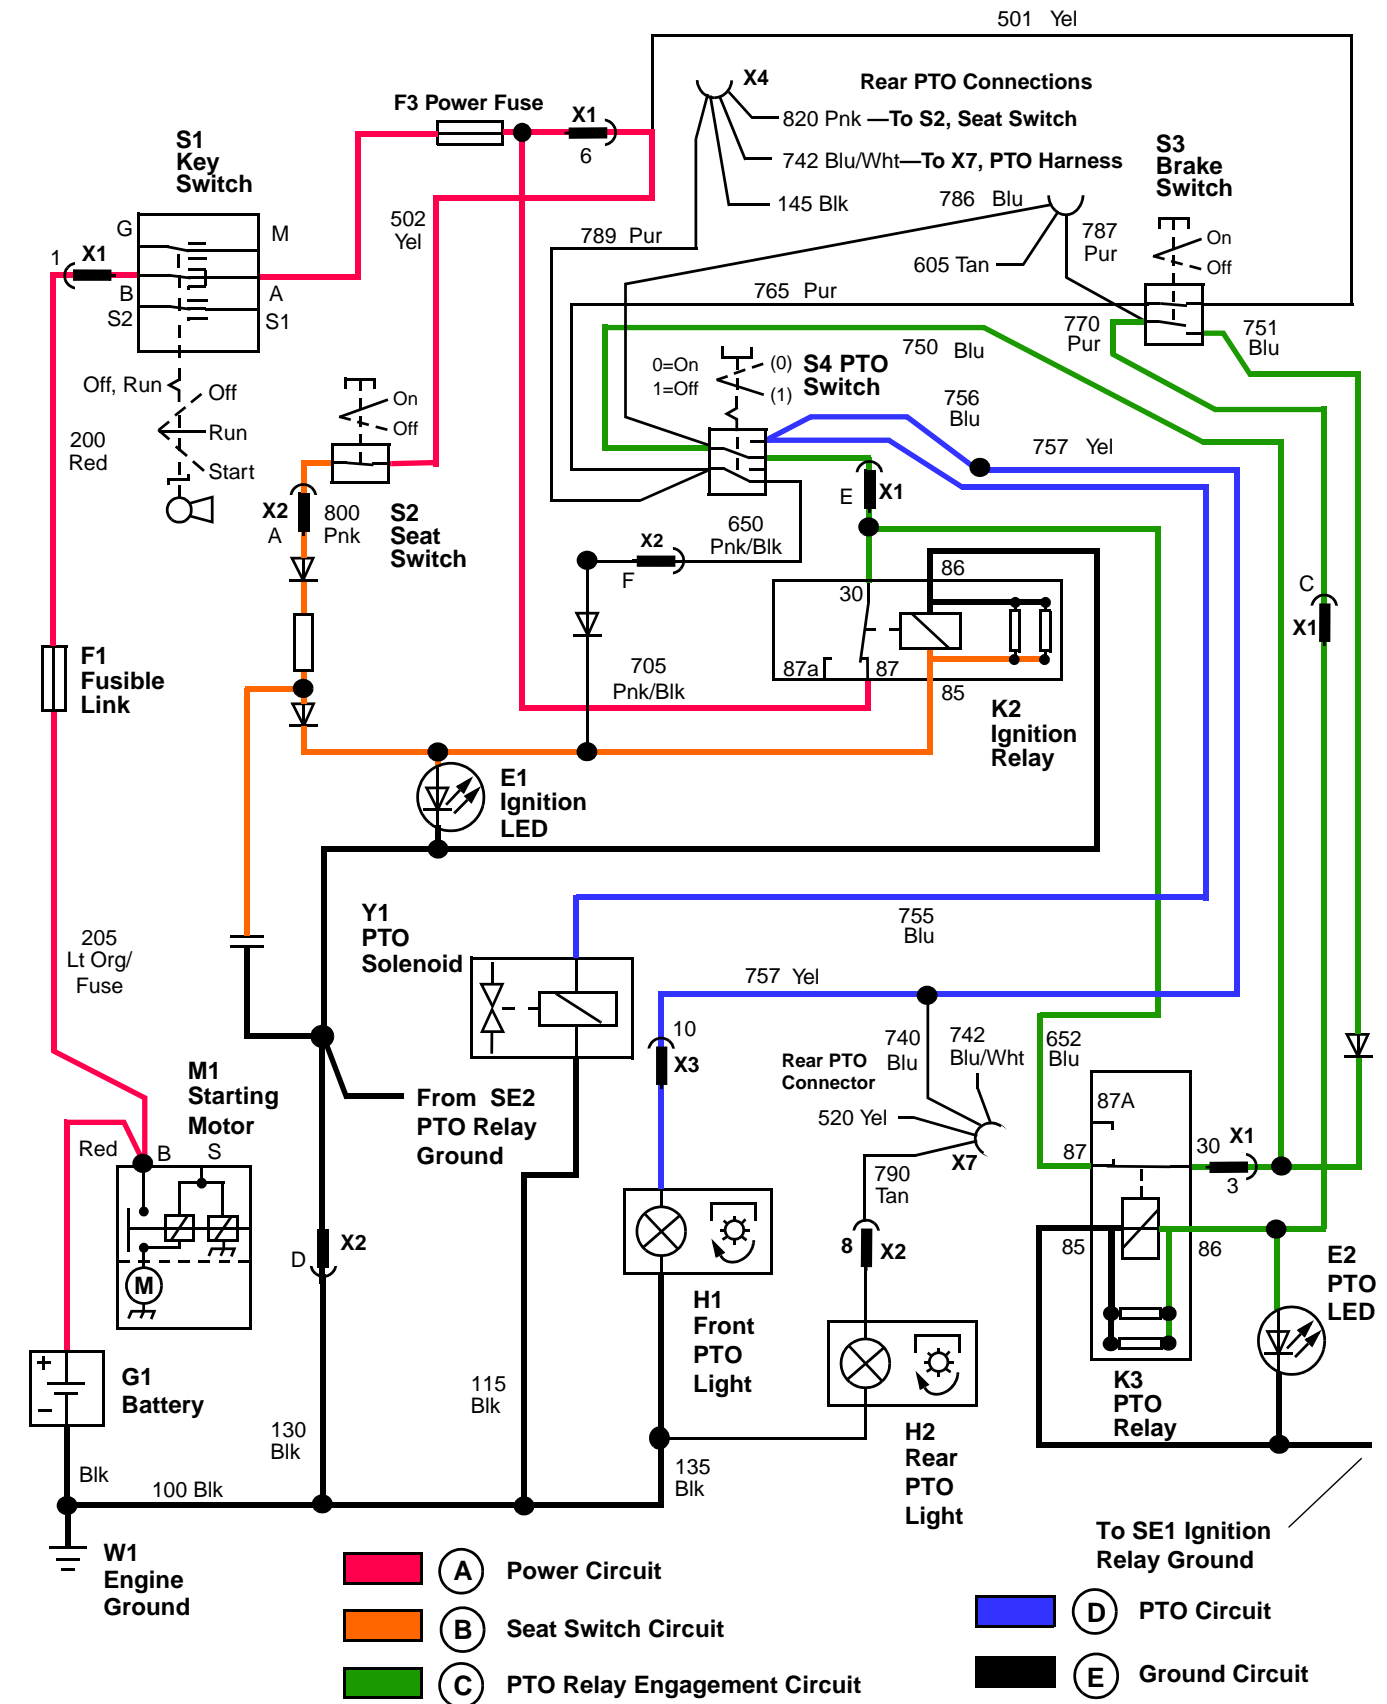 501 Yel
X4
Rear PTO Connections
F3 Power Fuse
X1
6
820 Pnk —To S2, Seat Switch
742 Blu/Wht—To X7, PTO Harness
145 Blk
S1
Key
Switch
S3
Brake
Switch
786 Blu
787
Pur
On
Off
605 Tan
G
M
1
X1
B
A
S2
S1
502
Yel
789 Pur
765 Pur
770
Pur
751
Blu
750 Blu
0=On
1=Off
(0)
(1)
S4 PTO
Switch
756
Blu
757 Yel
Off, Run
Off
Run
Start
200
Red
On
Off
X2
A
800
Pnk
S2
Seat
Switch
E
X1
650
Pnk/Blk
X2
F
86
30
87a
87
85
C
X1
F1
Fusible
Link
705
Pnk/Blk
K2
Ignition
Relay
E1
Ignition
LED
Y1
PTO
Solenoid
755
Blu
205
Lt Org/
Fuse
757 Yel
10
X3
740
Blu
742
Blu/Wht
652
Blu
Rear PTO
Connector
520 Yel
X7
790
Tan
M1
Starting
Motor
Red
B
S
M
From SE2
PTO Relay
Ground
87A
87
30
X1
3
85
86
X2
D
8
X2
E2
PTO
LED
H1
Front
PTO
Light
G1
Battery
115
Blk
K3
PTO
Relay
130
Blk
H2
Rear
PTO
Light
Blk
100 Blk
135
Blk
W1
Engine
Ground
To SE1 Ignition
Relay Ground
A Power Circuit
B Seat Switch Circuit
C PTO Relay Engagement Circuit
D PTO Circuit
E Ground Circuit